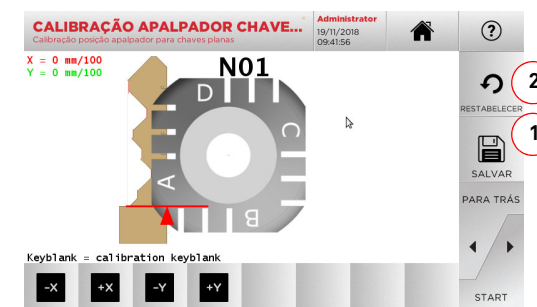 CALIBRAÇÃO APALPADOR CHAVE...
Calibração posição apalpador para chaves planas
Administrator
19/11/2018
09:41:56
?
X = 0 mm/100
Y = 0 mm/100
N01
D
C
A
B
2
RESTABELECER
1
SALVAR
PARA TRÁS
START
Keyblank = calibration keyblank
-X
+X
-Y
+Y